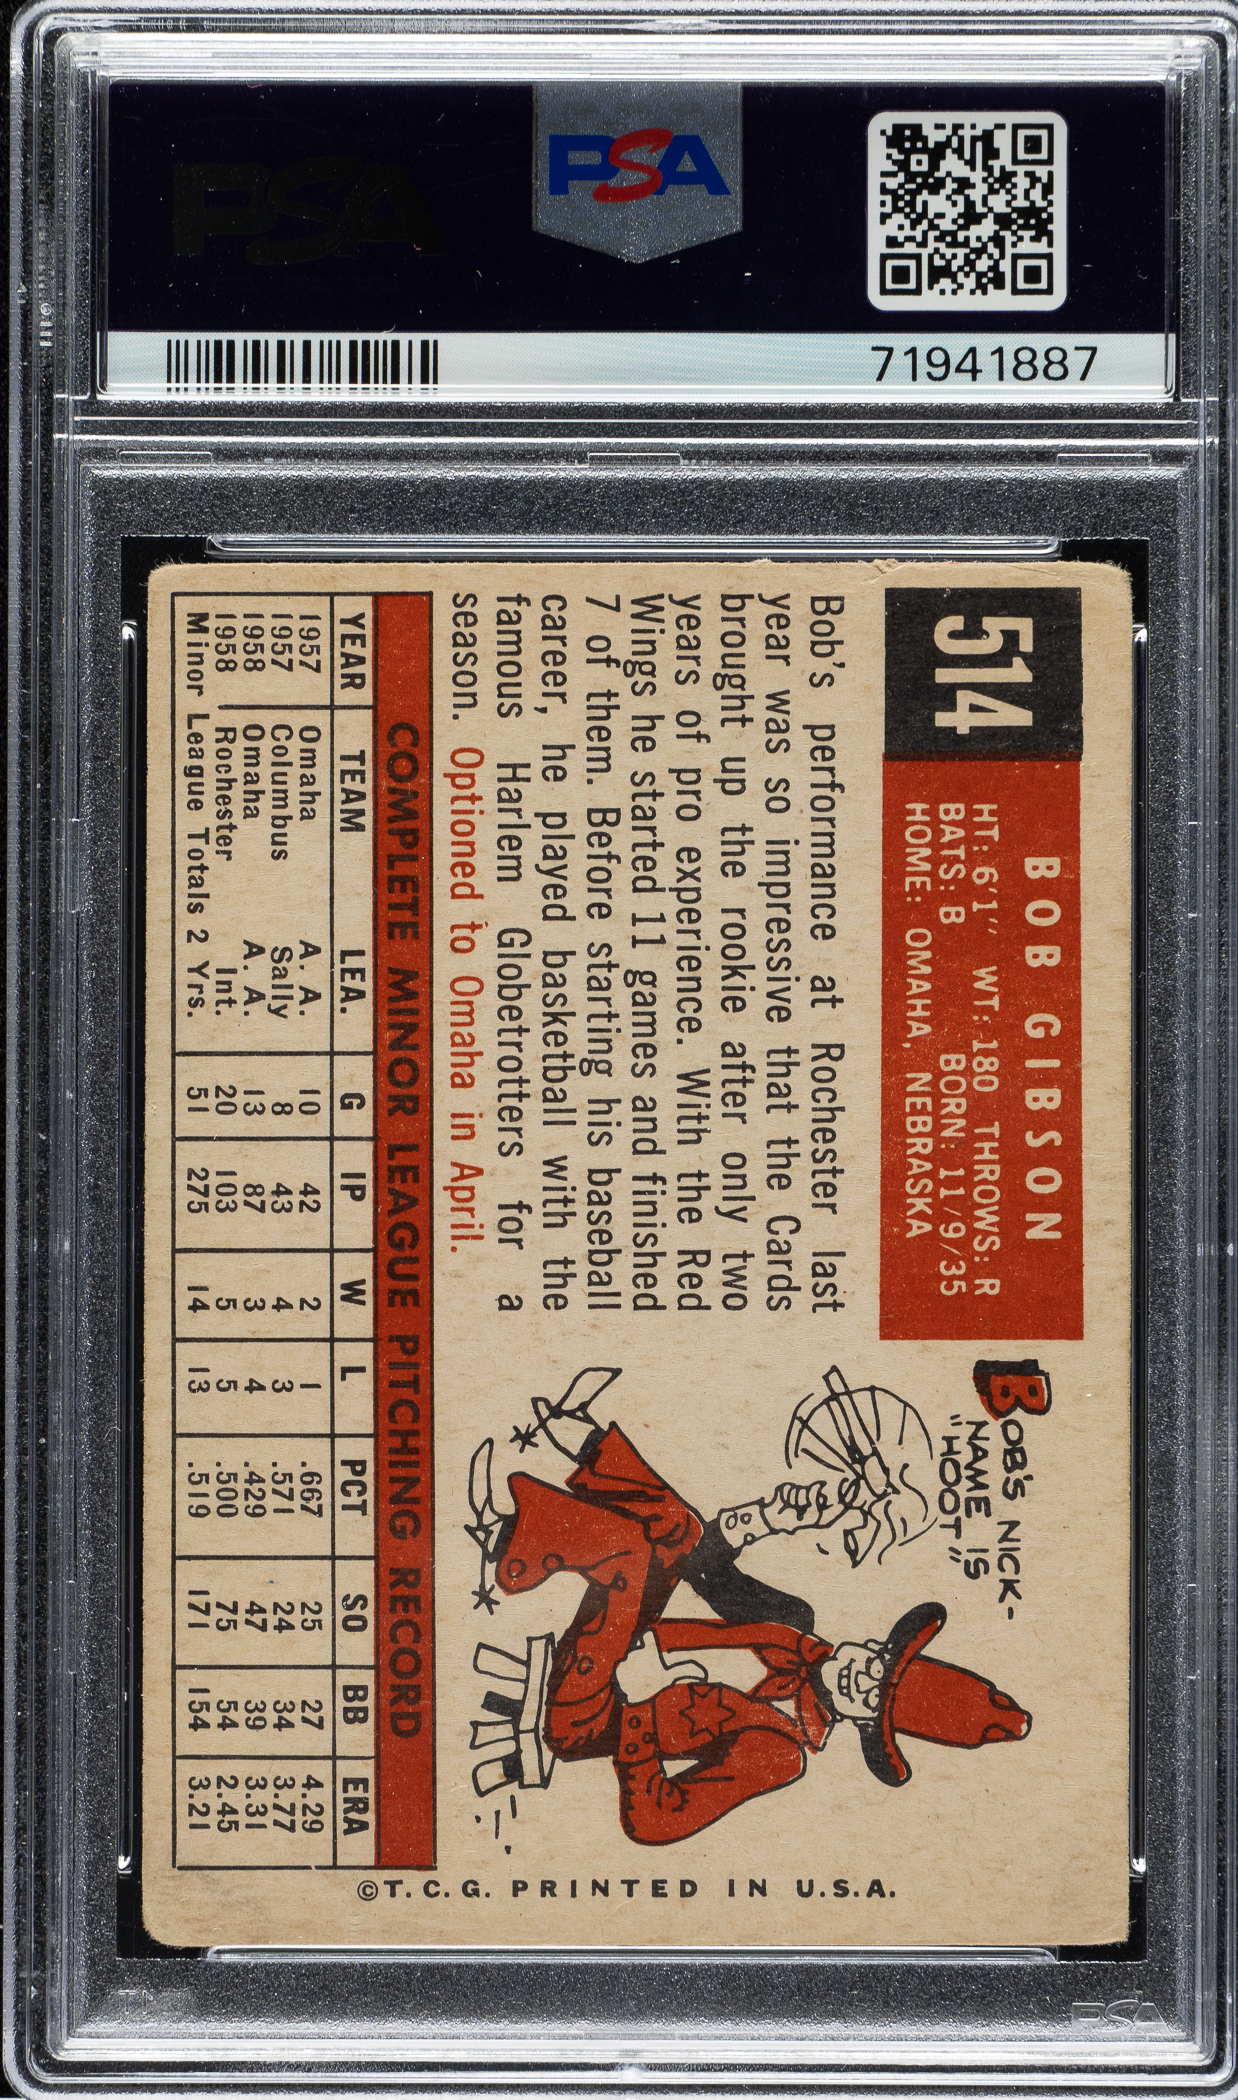 PSA
PSA
71941887
514
BOB GIBSON
HT: 6'1" WT: 180 THROWS: R
BATS: B BORN: 11/9/35
HOME: OMAHA, NEBRASKA
Bob's performance at Rochester last
year was so impressive that the Cards
brought up the rookie after only two
years of pro experience. With the Red
Wings he started 11 games and finished
7 of them. Before starting his baseball
career, he played basketball with the
famous Harlem Globetrotters for a
season. Optioned to Omaha in April.
BOB'S NICK-
NAME IS
"HOOT"
COMPLETE MINOR LEAGUE PITCHING RECORD
YEAR TEAM LEA. G IP W L PCT SO BB ERA
1957 Omaha A. A. 10 42 2 1 .667 25 27 4.29
1957 Columbus Sally 8 43 4 3 .571 24 34 3.77
1958 Omaha A. A. 13 87 3 4 .429 47 39 3.31
1958 Rochester Int. 20 103 5 5 .500 75 54 2.45
Minor League Totals 2 Yrs. 51 275 14 13 .519 171 154 3.21
©T.C.G. PRINTED IN U.S.A.
PSA